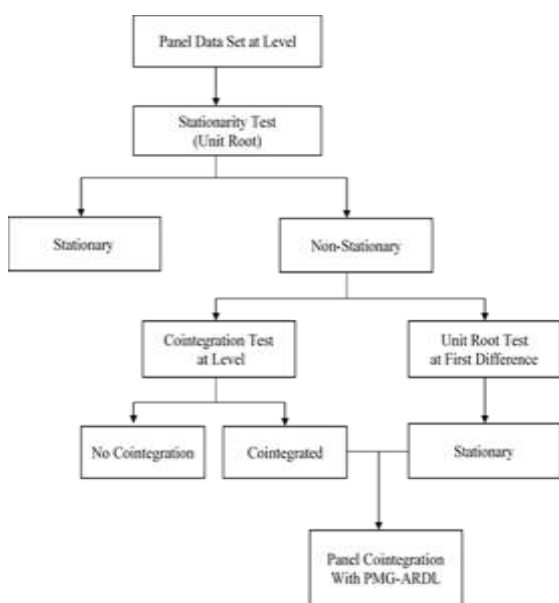 Panel Data Set at Level
Stationarity Test
(Unit Root)
Stationary
Non-Stationary
Cointegration Test
at Level
Unit Root Test
at First Difference
No Cointegration
Cointegrated
Stationary
Panel Cointegration
With PMG-ARDL